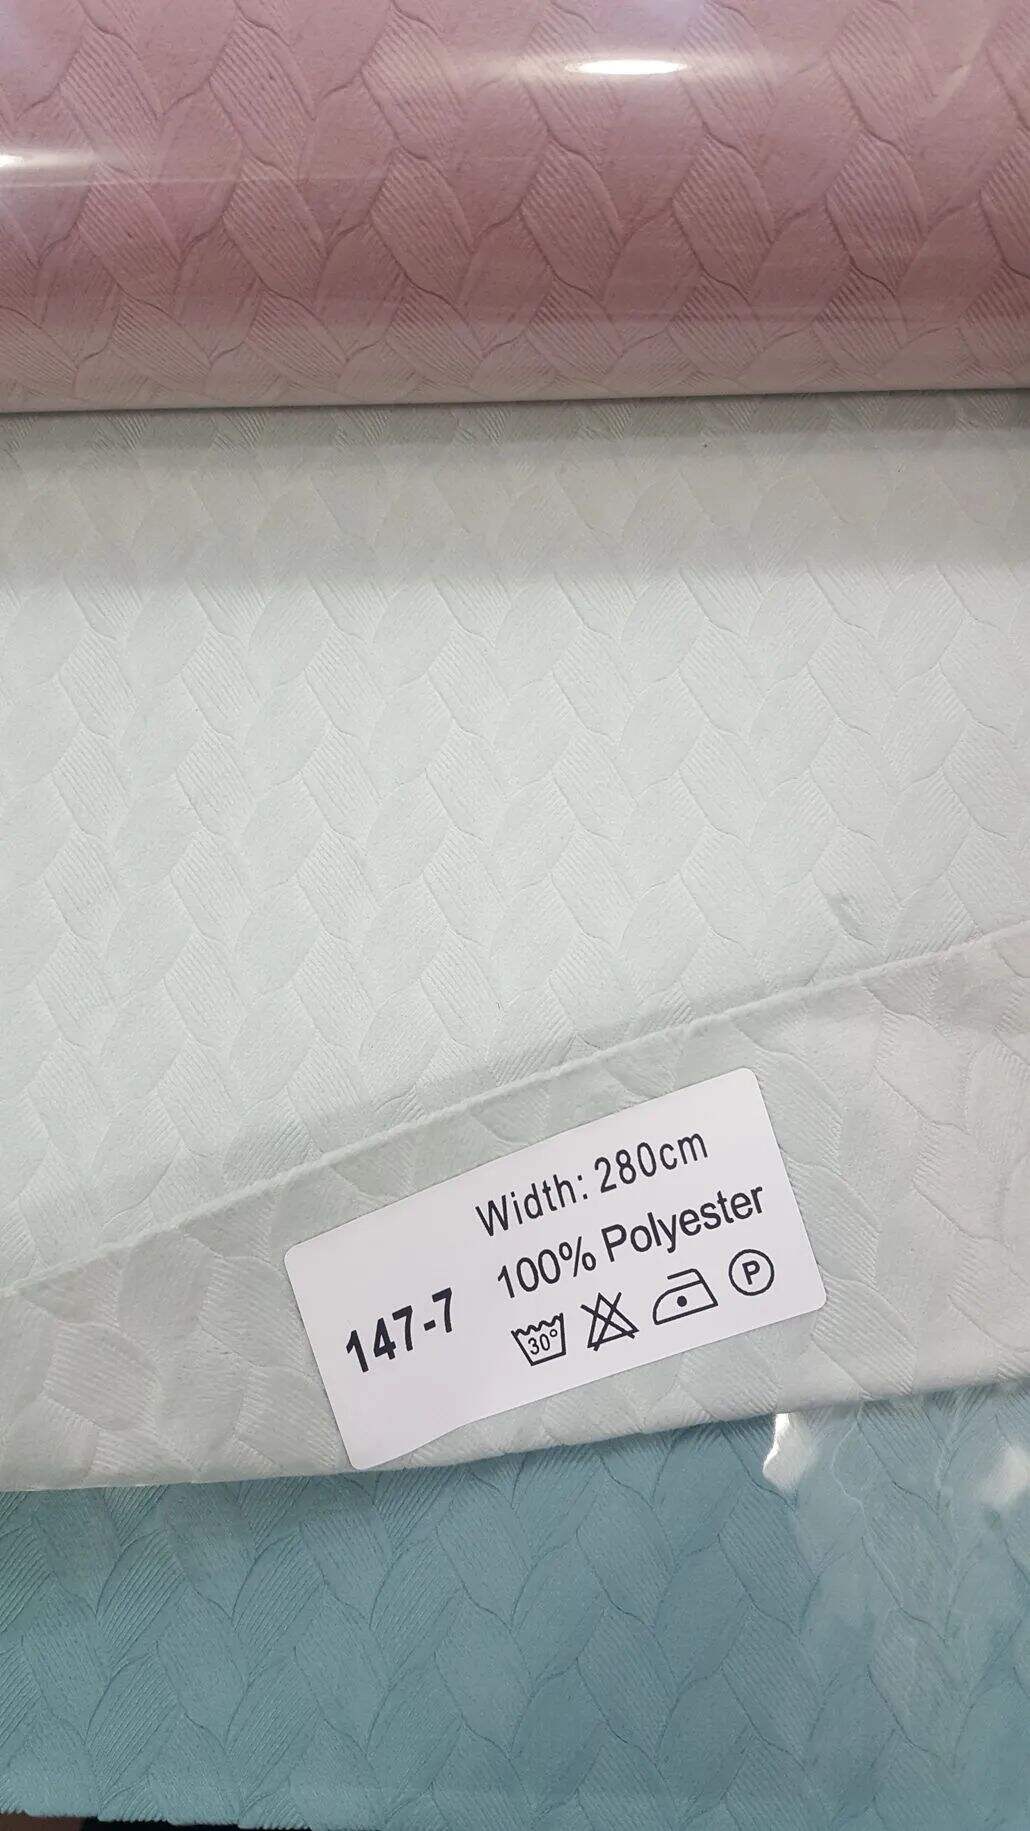 Width: 280cm
100% Polyester
147-7
30° P